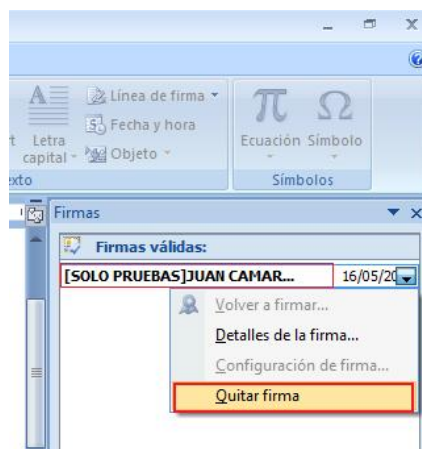 Línea de firma
Fecha y hora
Letra
capital
Objeto
Ecuación Símbolo
Símbolos
Firmas
Firmas válidas:
[SOLO PRUEBAS]JUAN CAMAR... 16/05/20
Volver a firmar...
Detalles de la firma...
Configuración de firma...
Quitar firma